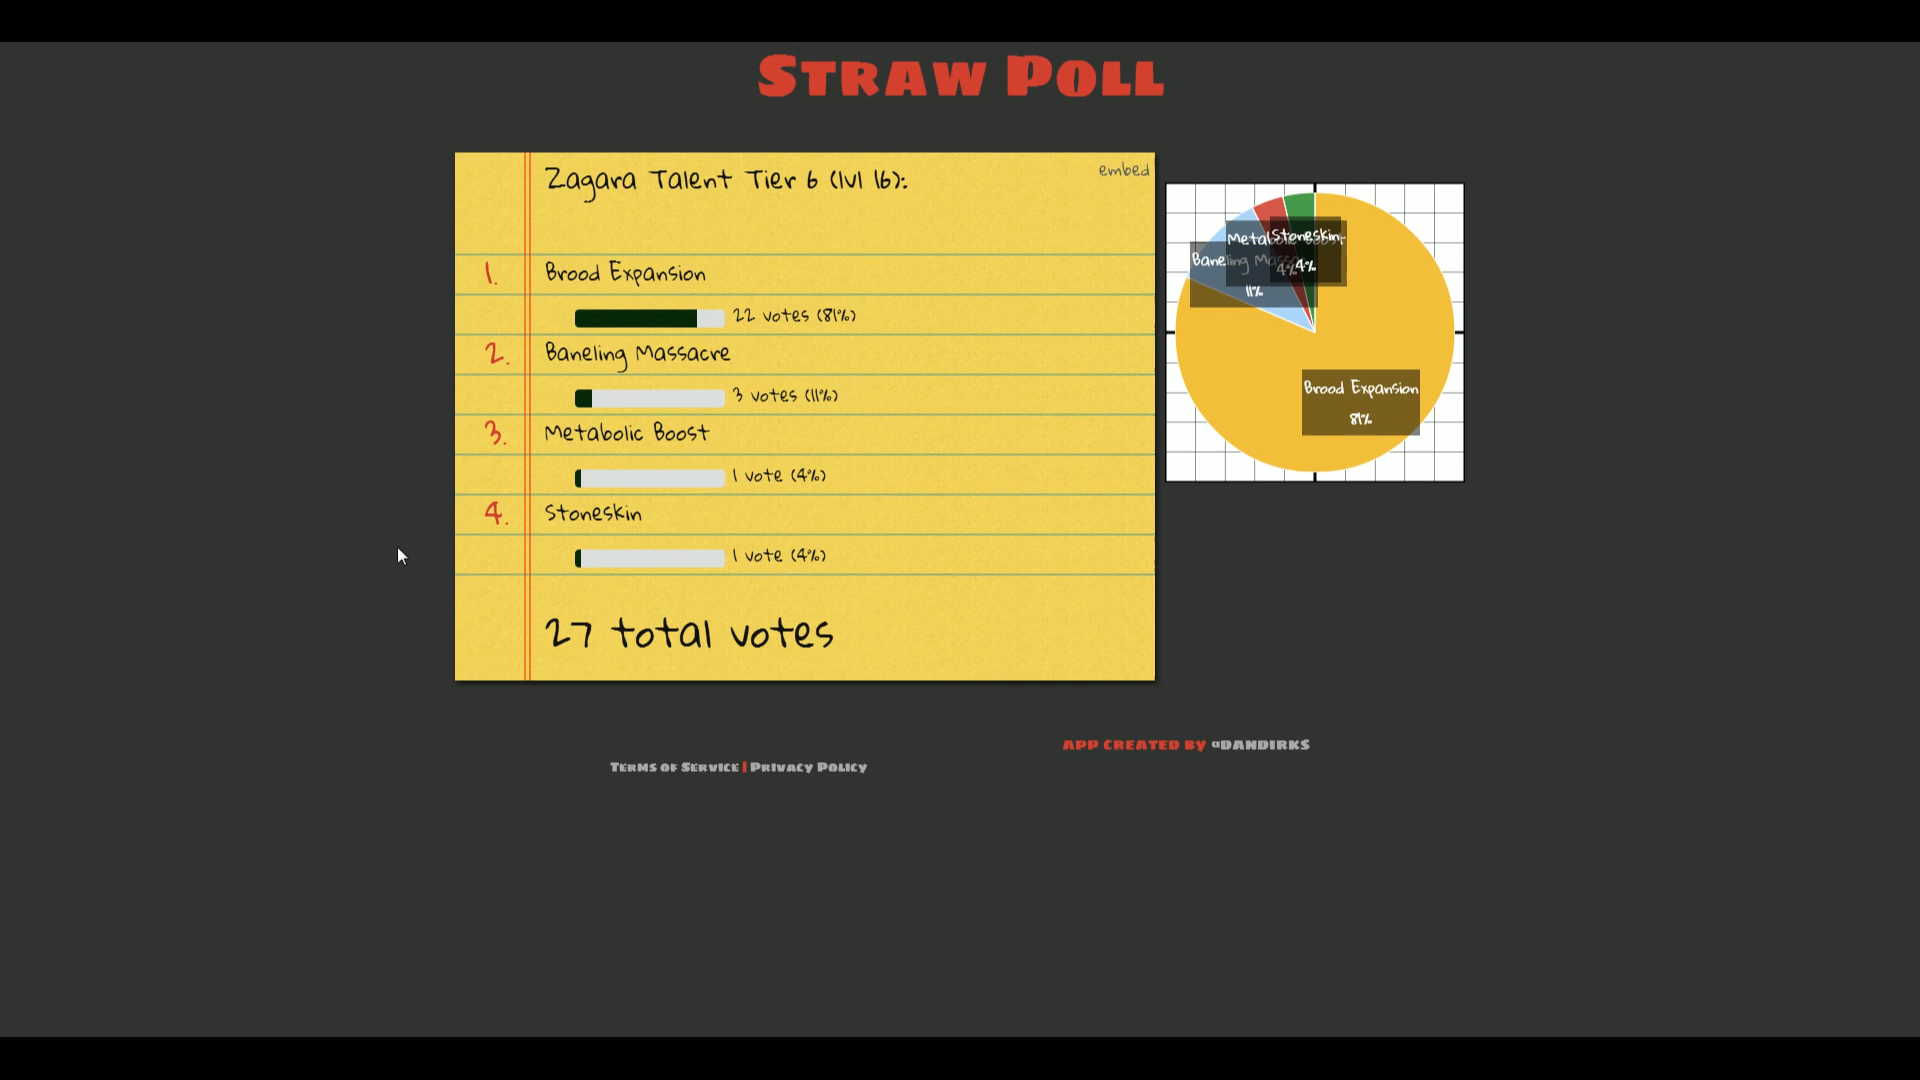 Straw Poll
embed
Zagara Talent Tier 6 (lvl 16):
1. Brood Expansion
22 votes (81%)
2. Baneling Massacre
3 votes (11%)
3. Metabolic Boost
1 vote (4%)
4. Stoneskin
1 vote (4%)
27 total votes
Stoneskin
4%
4%
11%
Brood Expansion
81%
App created by @dandirks
Terms of Service | Privacy Policy